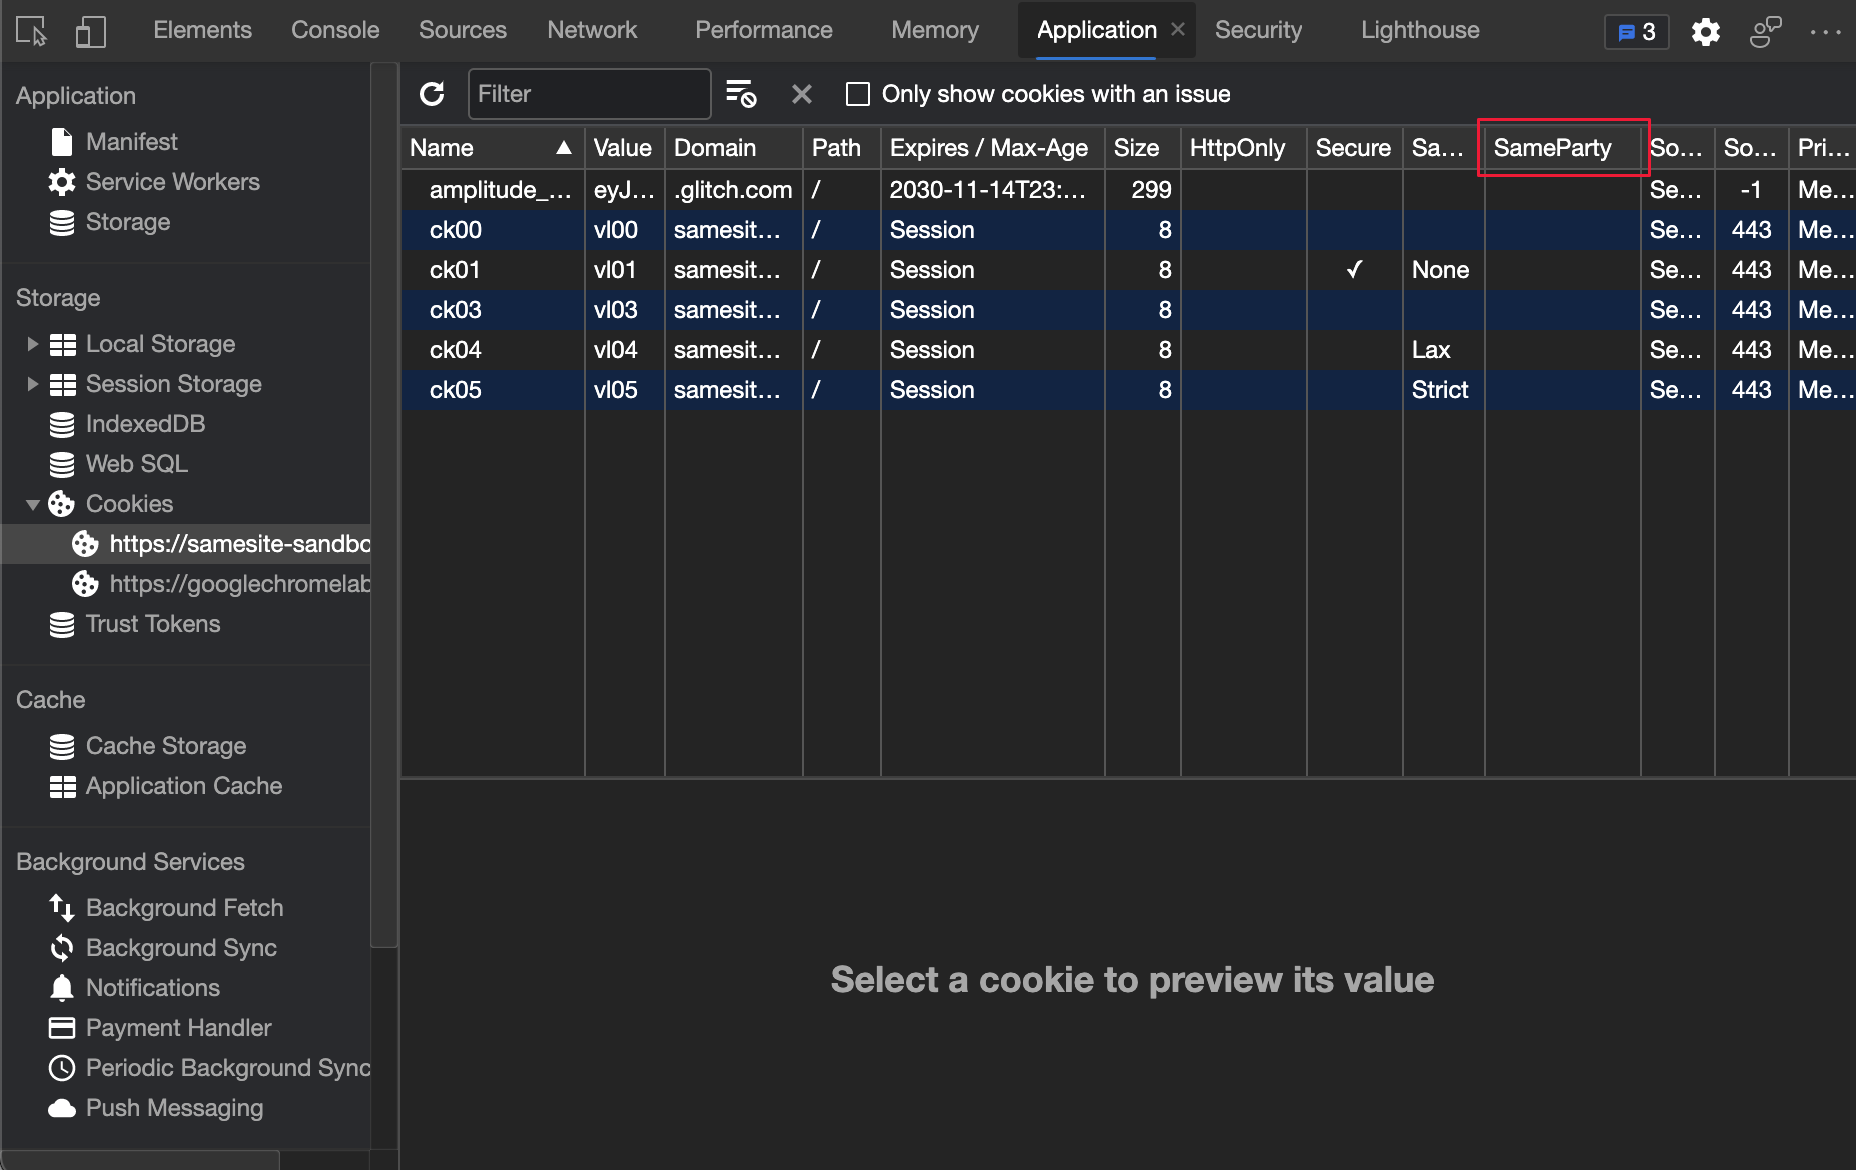 Elements Console Sources Network Performance Memory Application Security Lighthouse 3
Application
Manifest
Service Workers
Storage
Storage
Local Storage
Session Storage
IndexedDB
Web SQL
Cookies
https://samesite-sandbo
https://googlechromelab
Trust Tokens
Cache
Cache Storage
Application Cache
Background Services
Background Fetch
Background Sync
Notifications
Payment Handler
Periodic Background Sync
Push Messaging
Filter Only show cookies with an issue
Name ▲ Value Domain Path Expires / Max-Age Size HttpOnly Secure Sa... SameParty So... So... Pri...
amplitude_... eyJ... .glitch.com / 2030-11-14T23:... 299 Se... -1 Me...
ck00 vl00 samesit... / Session 8 Se... 443 Me...
ck01 vl01 samesit... / Session 8 ✓ None Se... 443 Me...
ck03 vl03 samesit... / Session 8 Se... 443 Me...
ck04 vl04 samesit... / Session 8 Lax Se... 443 Me...
ck05 vl05 samesit... / Session 8 Strict Se... 443 Me...
Select a cookie to preview its value